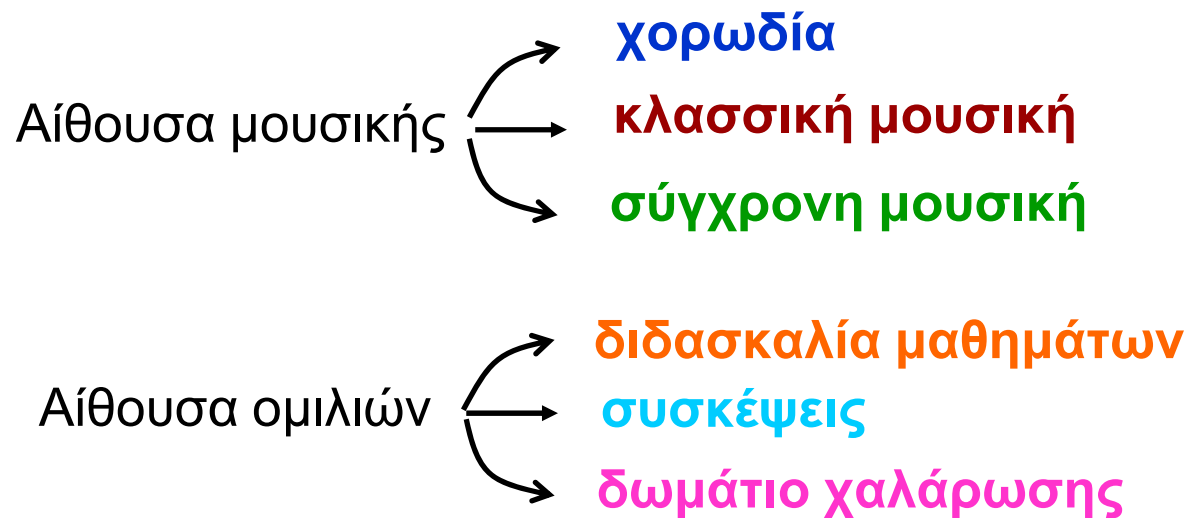 Αίθουσα μουσικής
χορωδία
κλασσική μουσική
σύγχρονη μουσική
Αίθουσα ομιλιών
διδασκαλία μαθημάτων
συσκέψεις
δωμάτιο χαλάρωσης